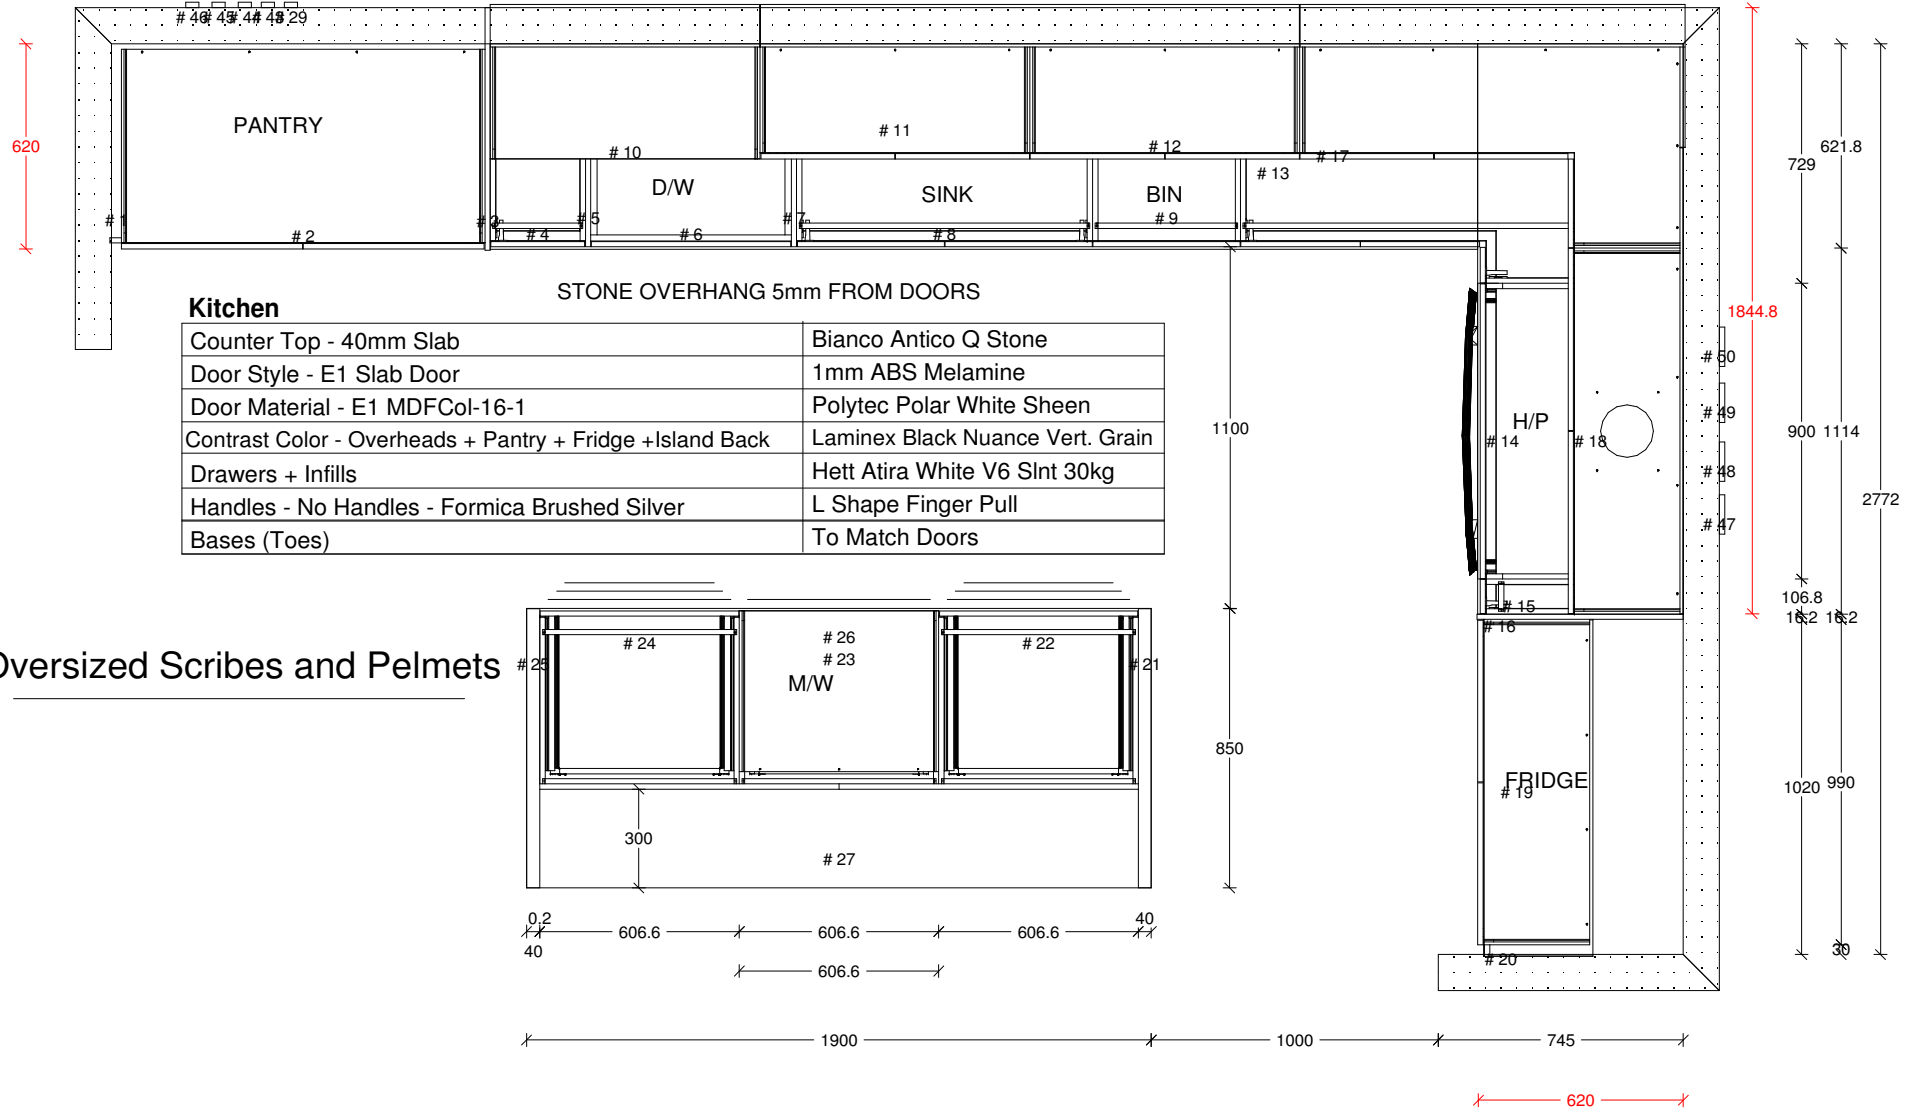 # 46 # 45 # 44 # 43 # 29
PANTRY
# 11
# 10
# 12
# 17
# 13
620
621.8
729
D/W
SINK
BIN
# 1
# 2
# 3
# 4
# 5
# 6
# 7
# 8
# 9
STONE OVERHANG 5mm FROM DOORS
Kitchen
Counter Top - 40mm Slab
Bianco Antico Q Stone
Door Style - E1 Slab Door
1mm ABS Melamine
Door Material - E1 MDFCol-16-1
Polytec Polar White Sheen
Contrast Color - Overheads + Pantry + Fridge +Island Back
Laminex Black Nuance Vert. Grain
Drawers + Infills
Hett Atira White V6 Slnt 30kg
Handles - No Handles - Formica Brushed Silver
L Shape Finger Pull
Bases (Toes)
To Match Doors
1100
1844.8
# 50
# 49
H/P
# 14
# 18
900
1114
# 48
2772
# 47
106.8
# 15
16.2
16.2
# 16
Oversized Scribes and Pelmets
# 25
# 24
# 26
# 23
M/W
# 22
# 21
850
FRIDGE
# 19
1020
990
300
# 27
0.2
40
606.6
606.6
606.6
40
606.6
30
# 20
1900
1000
745
620